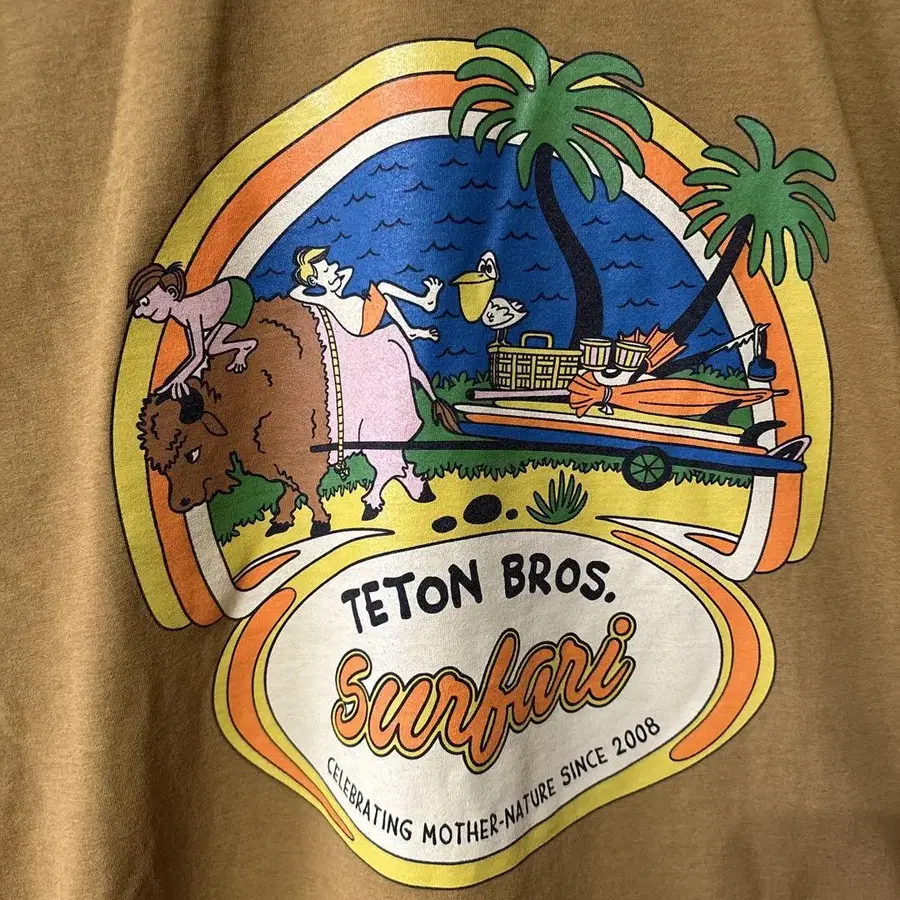 TETON BROS.
Surfari
CELEBRATING MOTHER-NATURE SINCE 2008